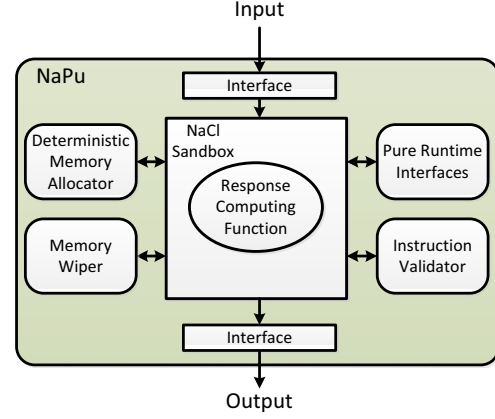 Input
NaPu
Interface
NaCl
Sandbox
Deterministic
Memory
Allocator
Response
Computing
Function
Pure Runtime
Interfaces
Memory
Wiper
Instruction
Validator
Interface
Output